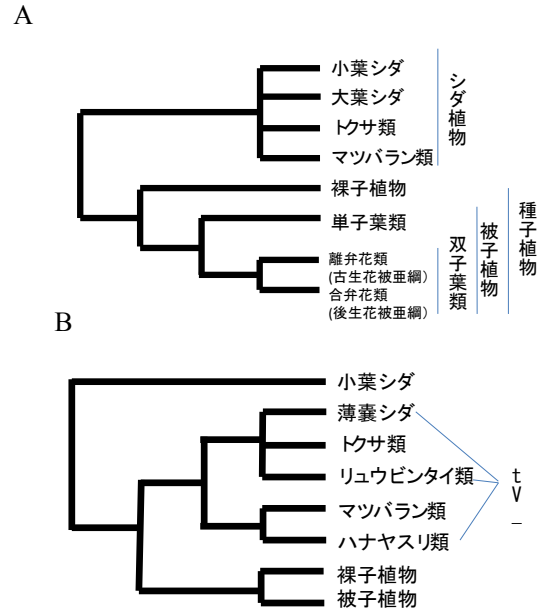 A
小葉シダ
大葉シダ
トクサ類
マツバラン類
シダ植物
裸子植物
単子葉類
離弁花類
(古生花被亜綱)
合弁花類
(後生花被亜綱)
双子葉類
被子植物
種子植物
B
小葉シダ
薄嚢シダ
トクサ類
リュウビンタイ類
マツバラン類
ハナヤスリ類
裸子植物
被子植物
tV_